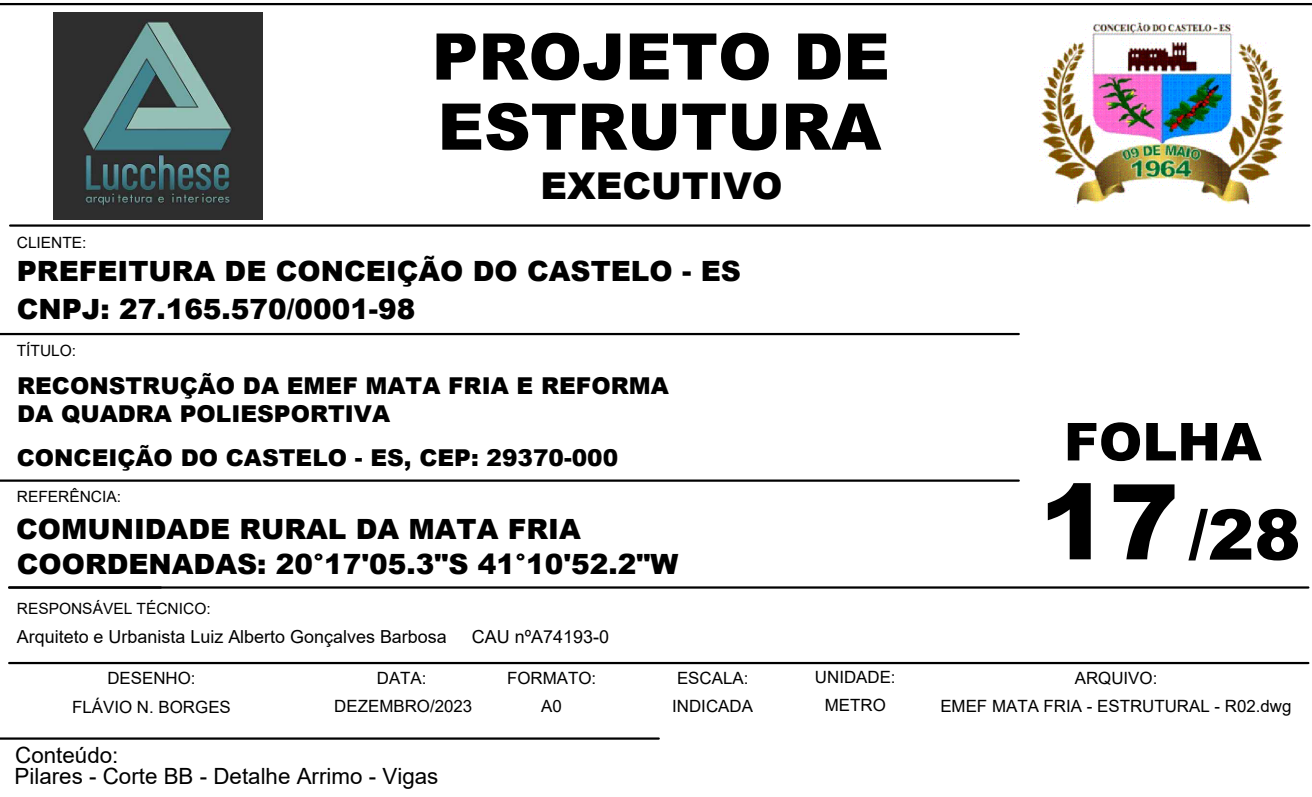 Lucchese
arquitetura e interiores
PROJETO DE
ESTRUTURA
EXECUTIVO
CONCEIÇÃO DO CASTELO - ES
09 DE MAIO
1964
CLIENTE:
PREFEITURA DE CONCEIÇÃO DO CASTELO - ES
CNPJ: 27.165.570/0001-98
TÍTULO:
RECONSTRUÇÃO DA EMEF MATA FRIA E REFORMA
DA QUADRA POLIESPORTIVA
CONCEIÇÃO DO CASTELO - ES, CEP: 29370-000
FOLHA
17 /28
REFERÊNCIA:
COMUNIDADE RURAL DA MATA FRIA
COORDENADAS: 20°17'05.3"S 41°10'52.2"W
RESPONSÁVEL TÉCNICO:
Arquiteto e Urbanista Luiz Alberto Gonçalves Barbosa CAU nºA74193-0
DESENHO: DATA: FORMATO: ESCALA: UNIDADE: ARQUIVO:
FLÁVIO N. BORGES DEZEMBRO/2023 A0 INDICADA METRO EMEF MATA FRIA - ESTRUTURAL - R02.dwg
Conteúdo:
Pilares - Corte BB - Detalhe Arrimo - Vigas